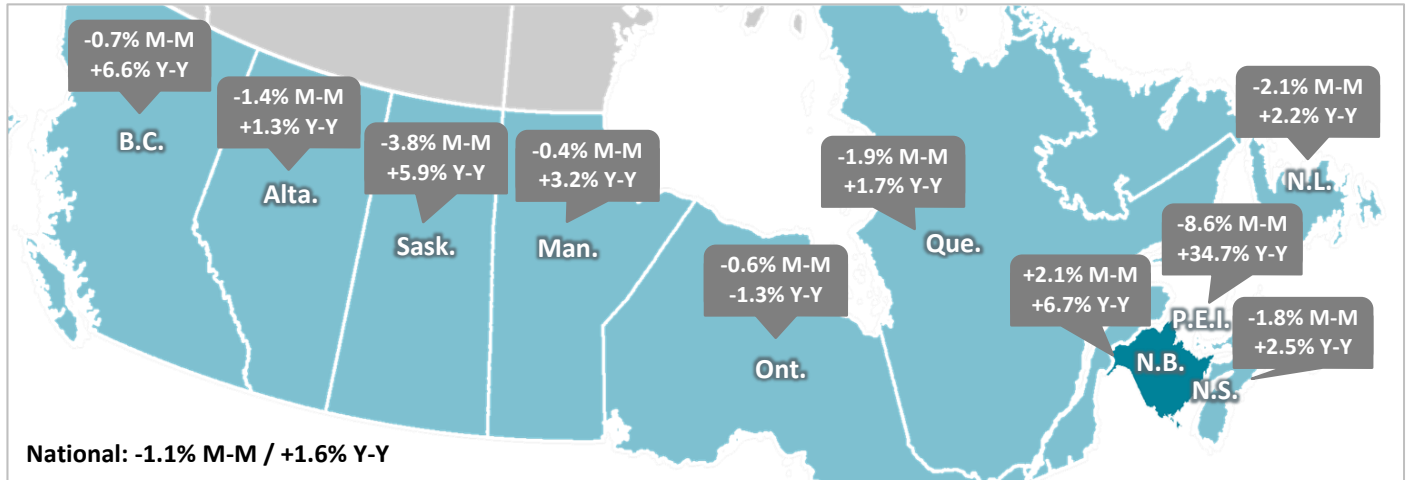 -0.7% M-M
+6.6% Y-Y
B.C.
-1.4% M-M
+1.3% Y-Y
Alta.
-3.8% M-M
+5.9% Y-Y
Sask.
-0.4% M-M
+3.2% Y-Y
Man.
-0.6% M-M
-1.3% Y-Y
Ont.
-1.9% M-M
+1.7% Y-Y
Que.
-2.1% M-M
+2.2% Y-Y
N.L.
-8.6% M-M
+34.7% Y-Y
P.E.I.
+2.1% M-M
+6.7% Y-Y
N.B.
-1.8% M-M
+2.5% Y-Y
N.S.
National: -1.1% M-M / +1.6% Y-Y